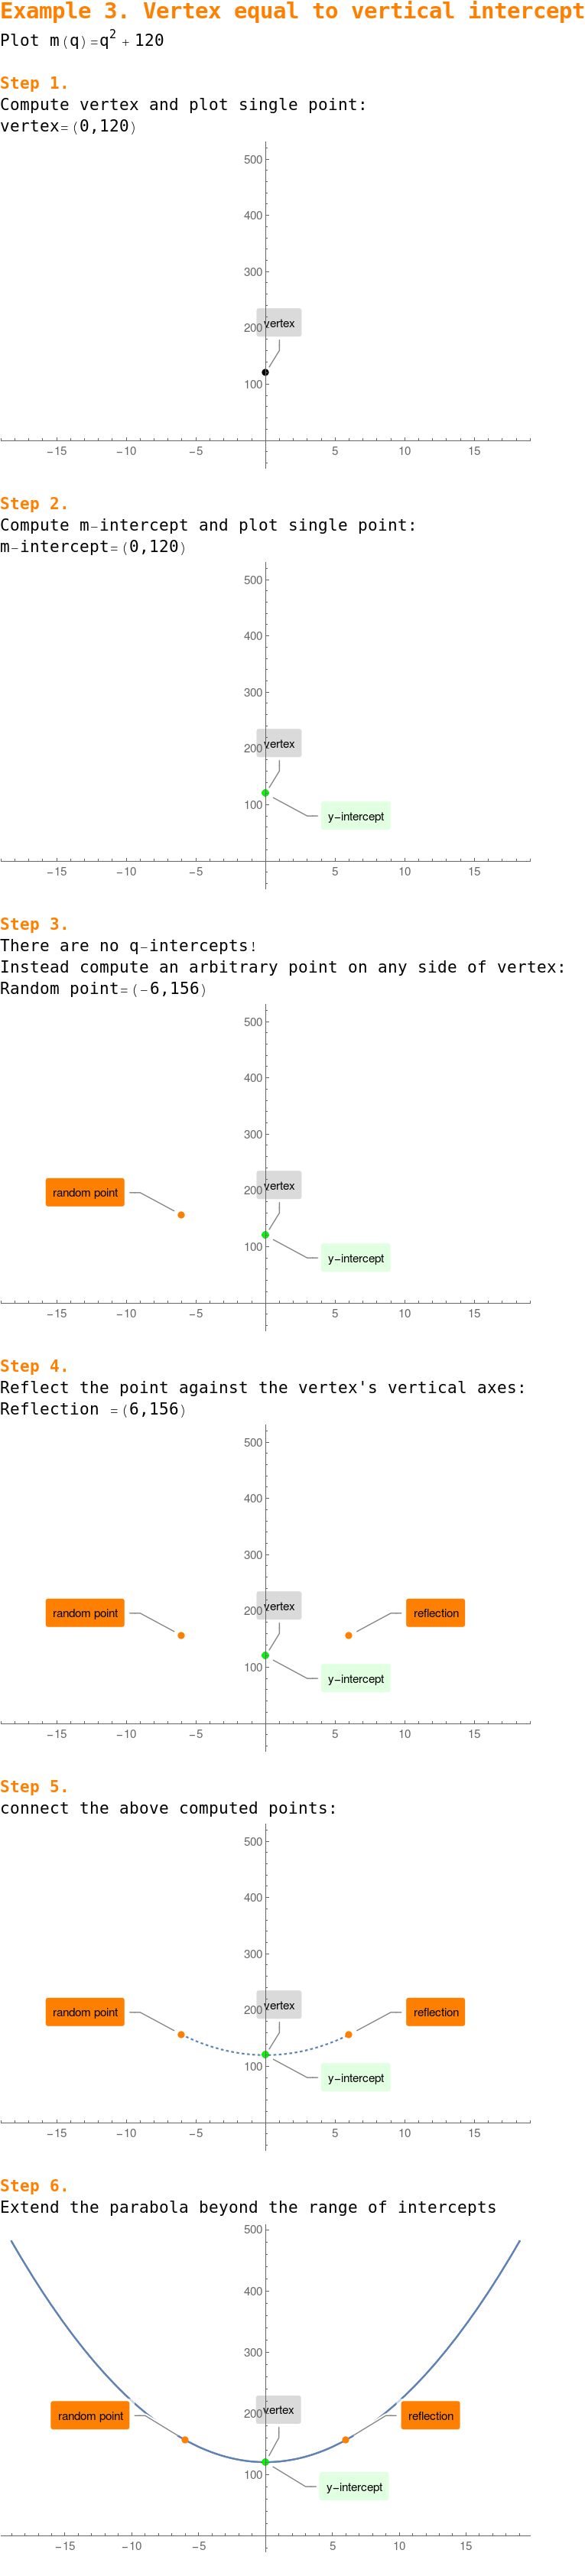 Example 3. Vertex equal to vertical intercept
Plot m(q)=q² + 120
Step 1.
Compute vertex and plot single point:
vertex=(0,120)
500
400
300
200
vertex
100
−15 −10 −5 5 10 15
Step 2.
Compute m-intercept and plot single point:
m-intercept=(0,120)
500
400
300
200
vertex
100
y-intercept
−15 −10 −5 5 10 15
Step 3.
There are no q-intercepts!
Instead compute an arbitrary point on any side of vertex:
Random point=(-6,156)
500
400
300
random point
200
vertex
100
y-intercept
−15 −10 −5 5 10 15
Step 4.
Reflect the point against the vertex's vertical axes:
Reflection =(6,156)
500
400
300
random point
200
vertex
reflection
100
y-intercept
−15 −10 −5 5 10 15
Step 5.
connect the above computed points:
500
400
300
random point
200
vertex
reflection
100
y-intercept
−15 −10 −5 5 10 15
Step 6.
Extend the parabola beyond the range of intercepts
500
400
300
random point
200
vertex
reflection
100
y-intercept
−15 −10 −5 5 10 15